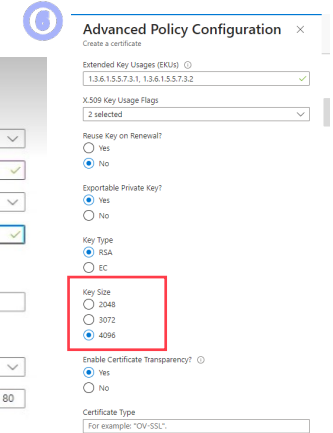 6
Advanced Policy Configuration
Create a certificate
Extended Key Usages (EKUs)
1.3.6.1.5.5.7.3.1, 1.3.6.1.5.5.7.3.2
X.509 Key Usage Flags
2 selected
Reuse Key on Renewal?
Yes
No
Exportable Private Key?
Yes
No
Key Type
RSA
EC
Key Size
2048
3072
4096
Enable Certificate Transparency?
Yes
No
80
Certificate Type
For example: "OV-SSL".